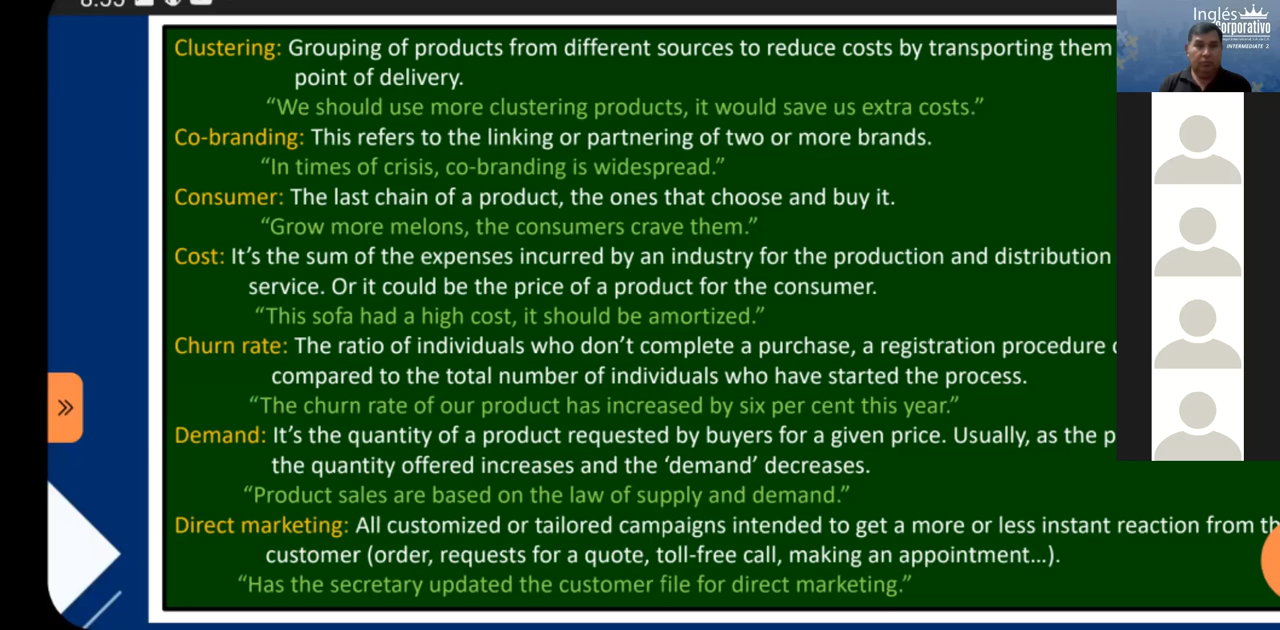 8:55
Inglés
Corporativo
INTERMEDIATE 2
Clustering: Grouping of products from different sources to reduce costs by transporting them
point of delivery.
“We should use more clustering products, it would save us extra costs.”
Co-branding: This refers to the linking or partnering of two or more brands.
“In times of crisis, co-branding is widespread.”
Consumer: The last chain of a product, the ones that choose and buy it.
“Grow more melons, the consumers crave them.”
Cost: It’s the sum of the expenses incurred by an industry for the production and distribution
service. Or it could be the price of a product for the consumer.
“This sofa had a high cost, it should be amortized.”
Churn rate: The ratio of individuals who don’t complete a purchase, a registration procedure
compared to the total number of individuals who have started the process.
“The churn rate of our product has increased by six per cent this year.”
Demand: It’s the quantity of a product requested by buyers for a given price. Usually, as the
the quantity offered increases and the ‘demand’ decreases.
“Product sales are based on the law of supply and demand.”
Direct marketing: All customized or tailored campaigns intended to get a more or less instant reaction from
customer (order, requests for a quote, toll-free call, making an appointment...).
“Has the secretary updated the customer file for direct marketing.”